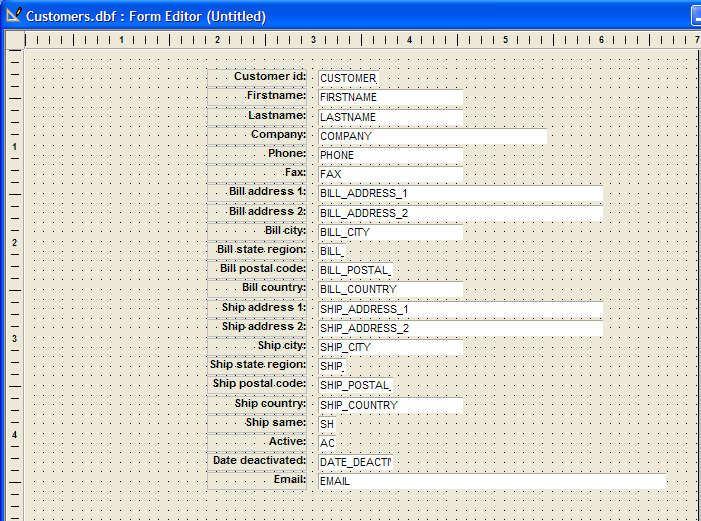 Customers.dbf : Form Editor (Untitled)
1 2 3 4 5 6 7
Customer id: CUSTOMER_
Firstname: FIRSTNAME
Lastname: LASTNAME
Company: COMPANY
1
Phone: PHONE
Fax: FAX
Bill address 1: BILL_ADDRESS_1
Bill address 2: BILL_ADDRESS_2
Bill city: BILL_CITY
2
Bill state region: BILL_
Bill postal code: BILL_POSTAL_
Bill country: BILL_COUNTRY
Ship address 1: SHIP_ADDRESS_1
Ship address 2: SHIP_ADDRESS_2
3
Ship city: SHIP_CITY
Ship state region: SHIP_
Ship postal code: SHIP_POSTAL_
Ship country: SHIP_COUNTRY
Ship same: SH
4
Active: AC
Date deactivated: DATE_DEACTIV
Email: EMAIL